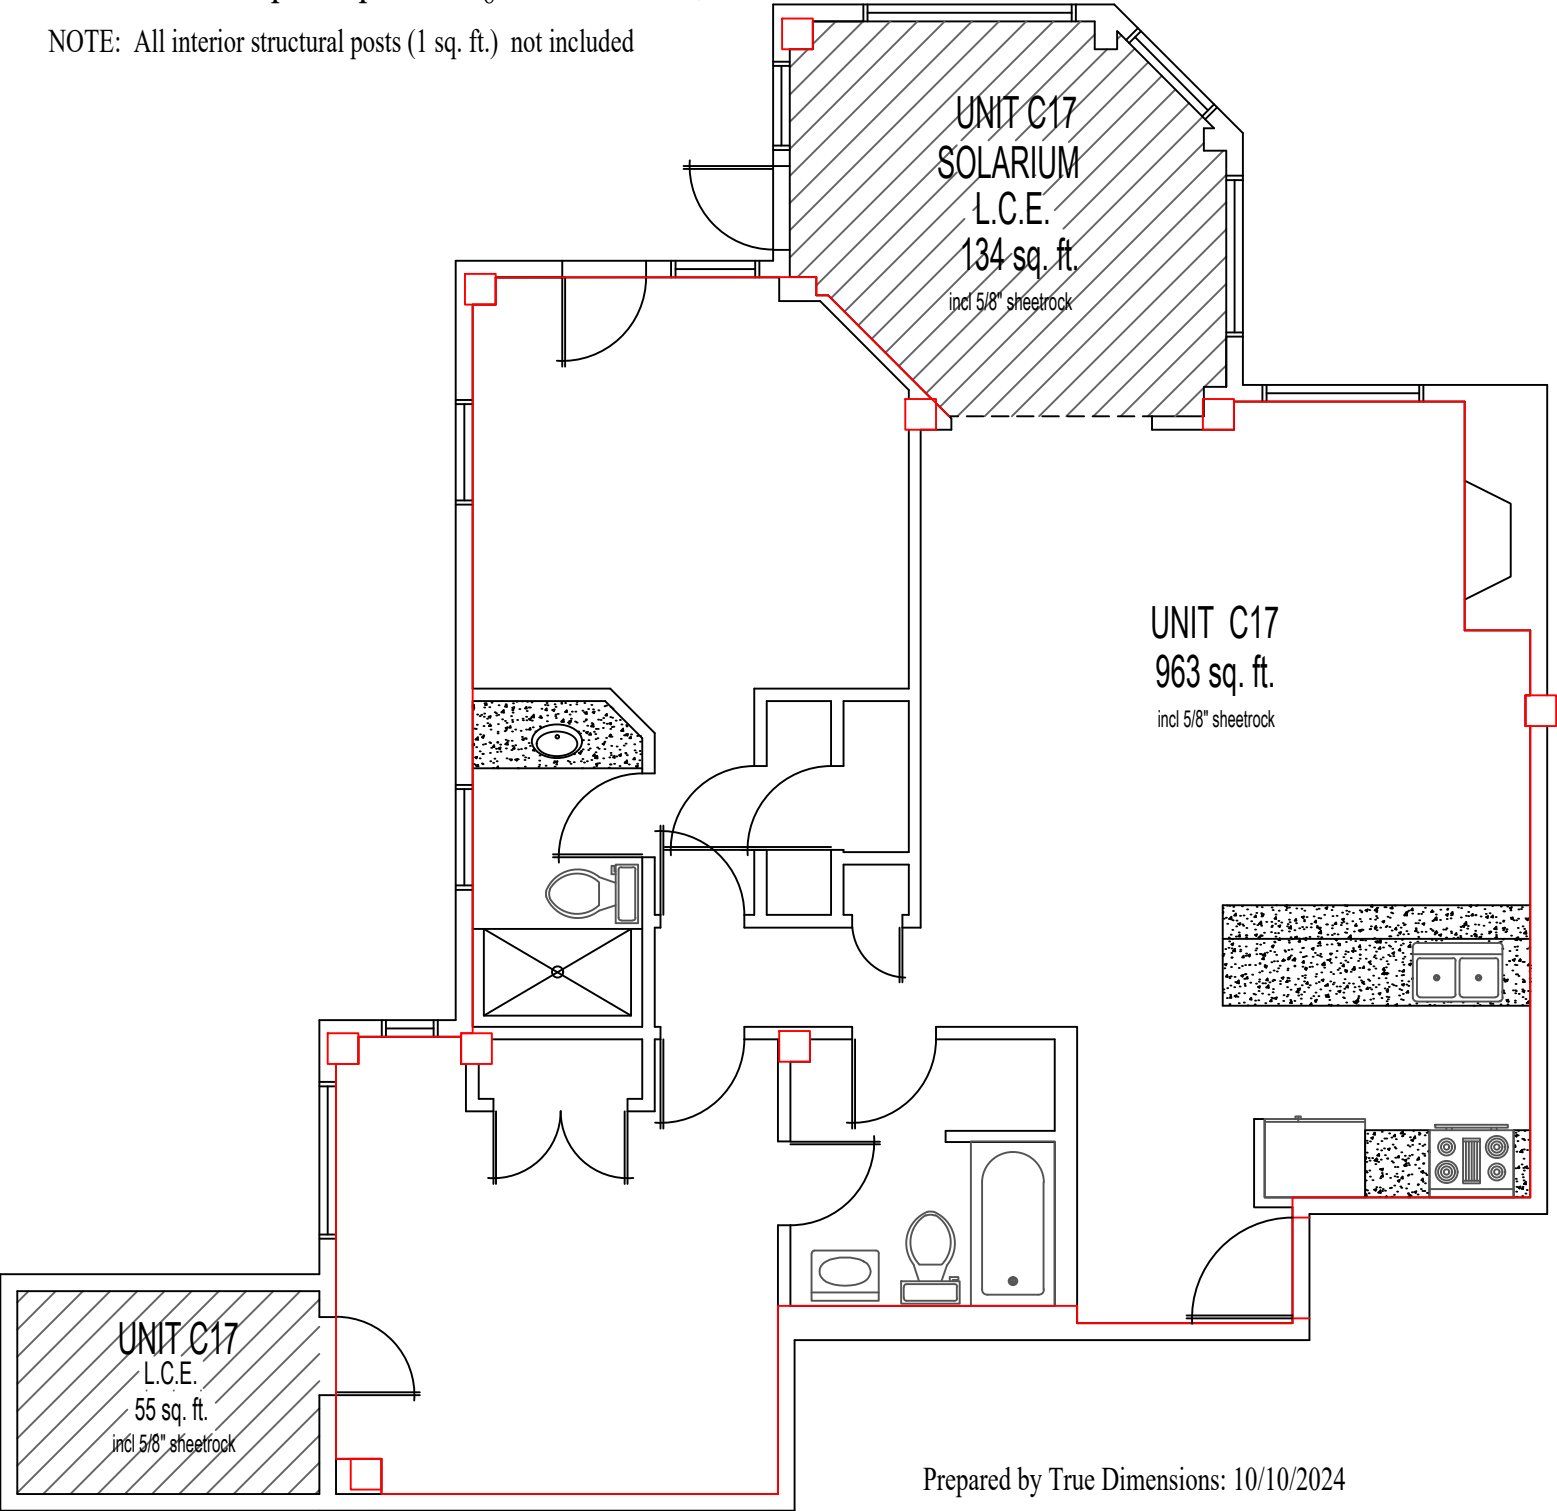 NOTE: All interior structural posts (1 sq. ft.) not included
UNIT C17
SOLARIUM
L.C.E.
134 sq. ft.
incl 5/8" sheetrock
UNIT C17
963 sq. ft.
incl 5/8" sheetrock
UNIT C17
L.C.E.
55 sq. ft.
incl 5/8" sheetrock
Prepared by True Dimensions: 10/10/2024